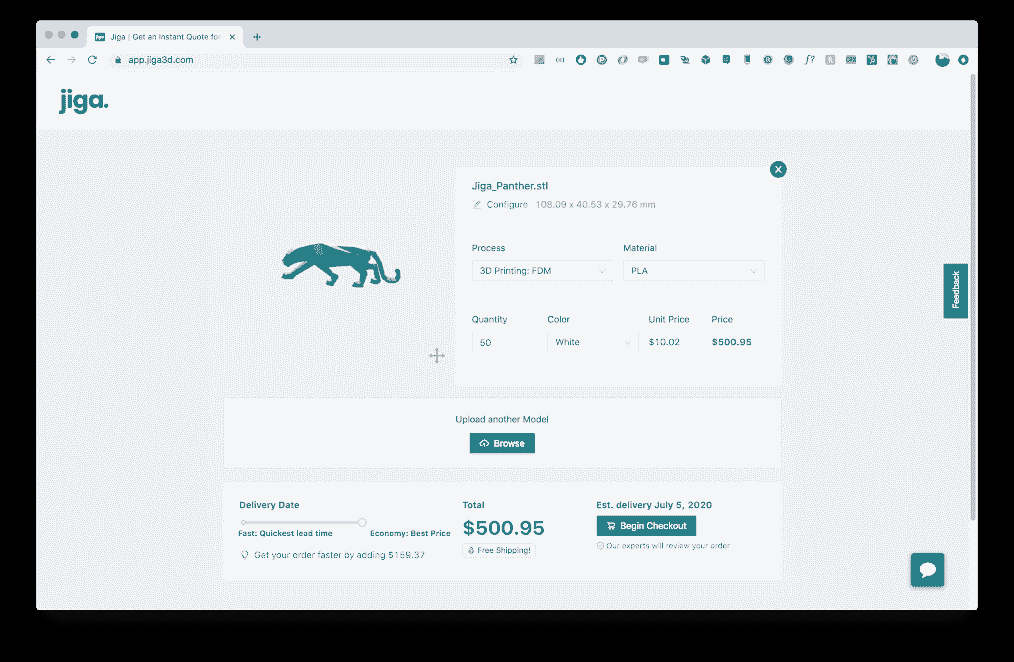 Jiga | Get an Instant Quote for
app.jiga3d.com
jiga.
Jiga_Panther.stl
Configure 108.09 x 40.53 x 29.76 mm
Process Material
3D Printing: FDM PLA
Quantity Color Unit Price Price
50 White $10.02 $500.95
Feedback
Upload another Model
Browse
Delivery Date Total Est. delivery July 5, 2020
$500.95 Begin Checkout
Fast: Quickest lead time Economy: Best Price
Free Shipping! Our experts will review your order
Get your order faster by adding $159.37